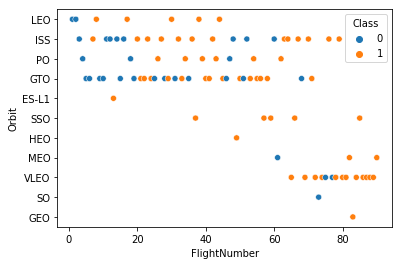 LEO
ISS
PO
GTO
ES-L1
SSO
HEO
MEO
VLEO
SO
GEO
Orbit
0
20
40
60
80
FlightNumber
Class
0
1